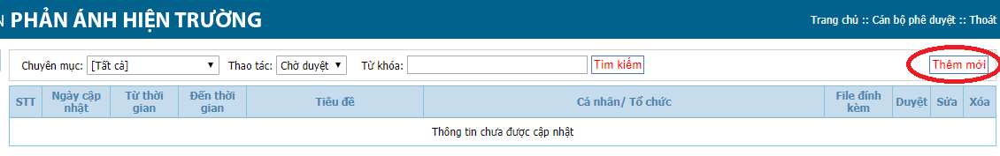 N PHẢN ÁNH HIỆN TRƯỜNG
Trang chủ :: Cán bộ phê duyệt :: Thoát
Chuyên mục: [Tất cả] Thao tác: Chờ duyệt Từ khóa: Tìm kiếm Thêm mới
STT Ngày cập nhật Từ thời gian Đến thời gian Tiêu đề Cá nhân/ Tổ chức File đính kèm Duyệt Sửa Xóa
Thông tin chưa được cập nhật